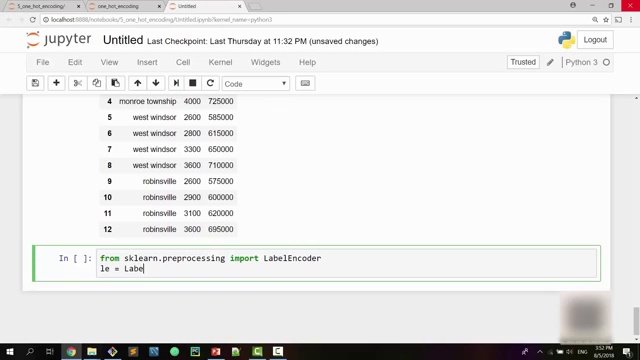 5_one_hot_encoding/
one_hot_encoding
Untitled
localhost:8888/notebooks/5_one_hot_encoding/Untitled.ipynb?kernel_name=python3
jupyter Untitled Last Checkpoint: Last Thursday at 11:32 PM (unsaved changes) Logout
File Edit View Insert Cell Kernel Widgets Help Trusted Python 3
Code
4 monroe township 4000 725000
5 west windsor 2600 585000
6 west windsor 2800 615000
7 west windsor 3300 650000
8 west windsor 3600 710000
9 robinsville 2600 575000
10 robinsville 2900 600000
11 robinsville 3100 620000
12 robinsville 3600 695000
In [ ]: from sklearn.preprocessing import LabelEncoder
le = Labe
ENG
3:52 PM
8/5/2018